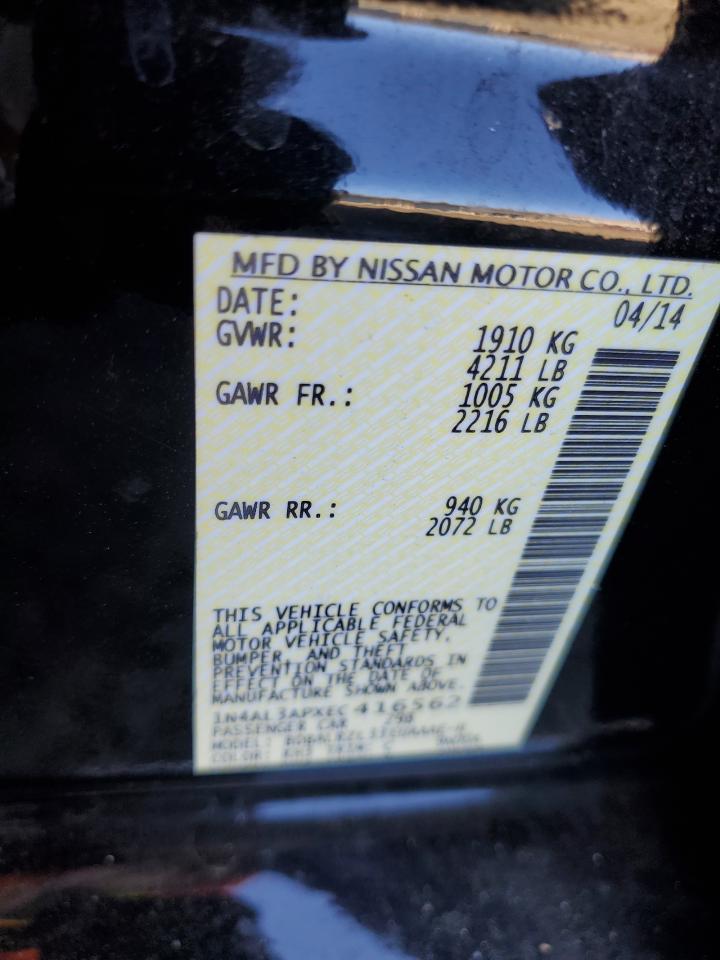 MFD BY NISSAN MOTOR CO., LTD.
DATE: 04/14
GVWR: 1910 KG
4211 LB
GAWR FR.: 1005 KG
2216 LB
GAWR RR.: 940 KG
2072 LB
THIS VEHICLE CONFORMS TO
ALL APPLICABLE FEDERAL
MOTOR VEHICLE SAFETY,
BUMPER, AND THEFT
PREVENTION STANDARDS IN
EFFECT ON THE DATE OF
MANUFACTURE SHOWN ABOVE.
1N4AL3APXEC 416562
PASSENGER CAR
MODEL:
COLOR: